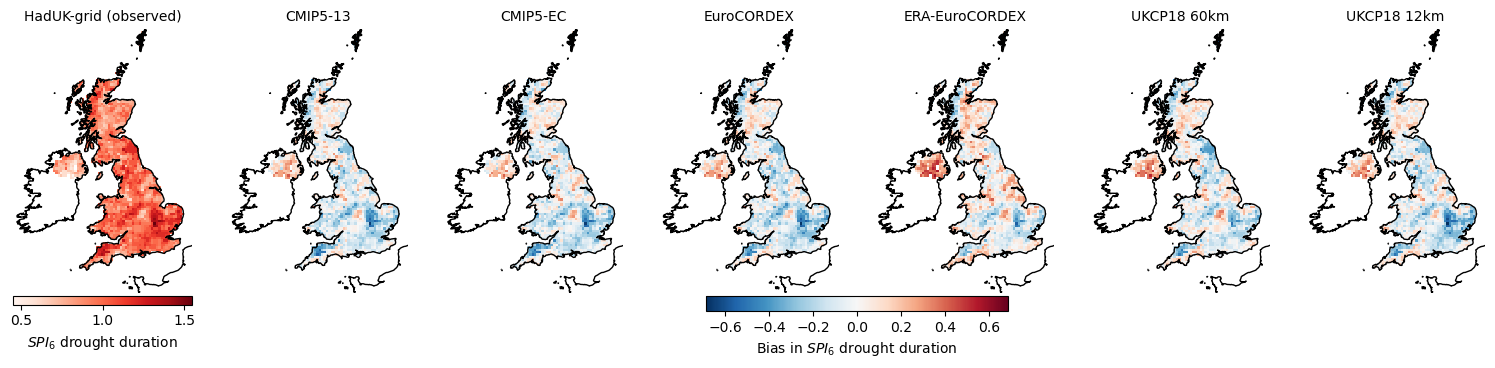 HadUK-grid (observed) CMIP5-13 CMIP5-EC EuroCORDEX ERA-EuroCORDEX UKCP18 60km UKCP18 12km
0.5 1.0 1.5
SPI₆ drought duration
−0.6 −0.4 −0.2 0.0 0.2 0.4 0.6
Bias in SPI₆ drought duration